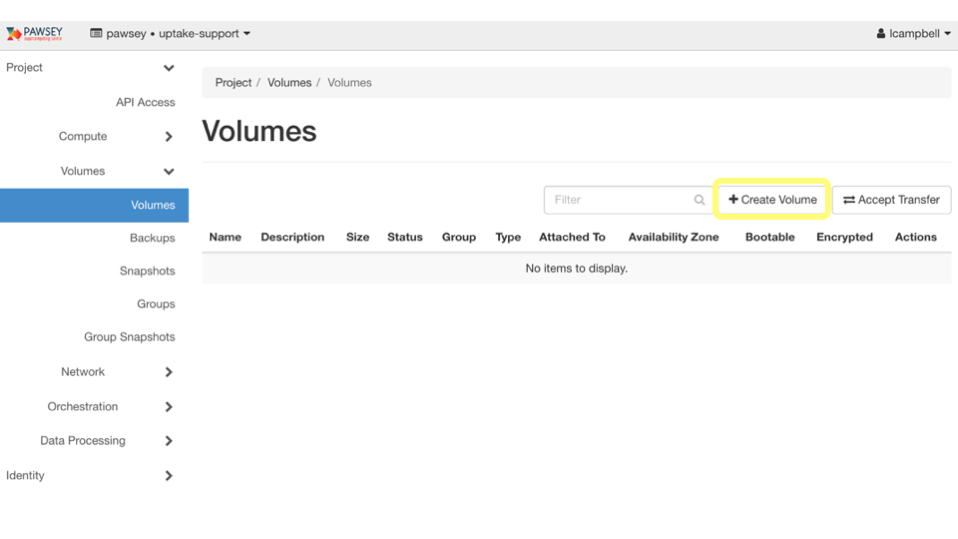 PAWSEY
pawsey • uptake-support
lcampbell
Project
API Access
Compute
Volumes
Volumes
Backups
Snapshots
Groups
Group Snapshots
Network
Orchestration
Data Processing
Identity
Project / Volumes / Volumes
Volumes
Filter
Create Volume
Accept Transfer
Name Description Size Status Group Type Attached To Availability Zone Bootable Encrypted Actions
No items to display.